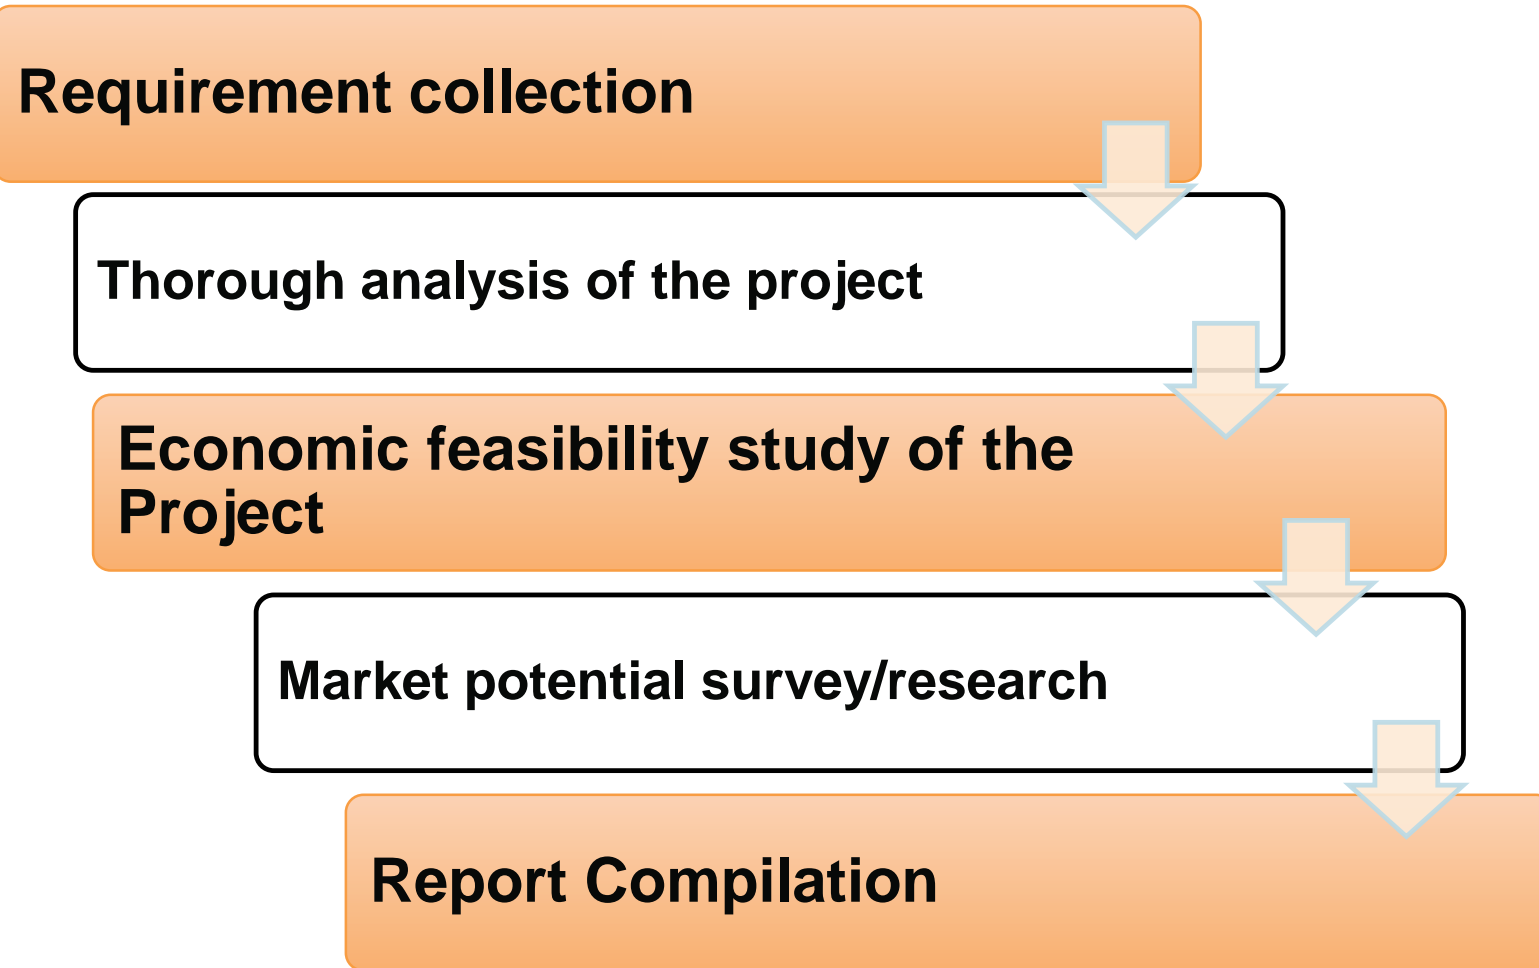 Requirement collection
Thorough analysis of the project
Economic feasibility study of the
Project
Market potential survey/research
Report Compilation